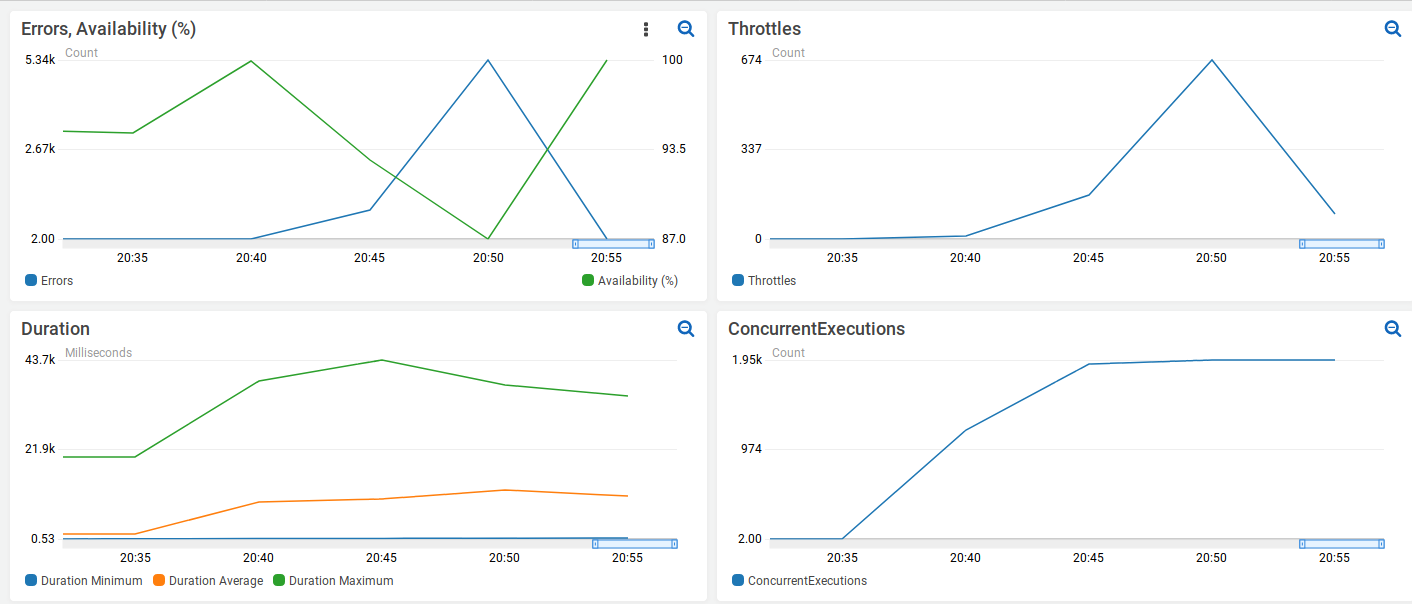 Errors, Availability (%)
Count
5.34k
100
2.67k
93.5
2.00
87.0
20:35 20:40 20:45 20:50 20:55
Errors
Availability (%)
Throttles
Count
674
337
0
20:35 20:40 20:45 20:50 20:55
Throttles
Duration
Milliseconds
43.7k
21.9k
0.53
20:35 20:40 20:45 20:50 20:55
Duration Minimum Duration Average Duration Maximum
ConcurrentExecutions
Count
1.95k
974
2.00
20:35 20:40 20:45 20:50 20:55
ConcurrentExecutions